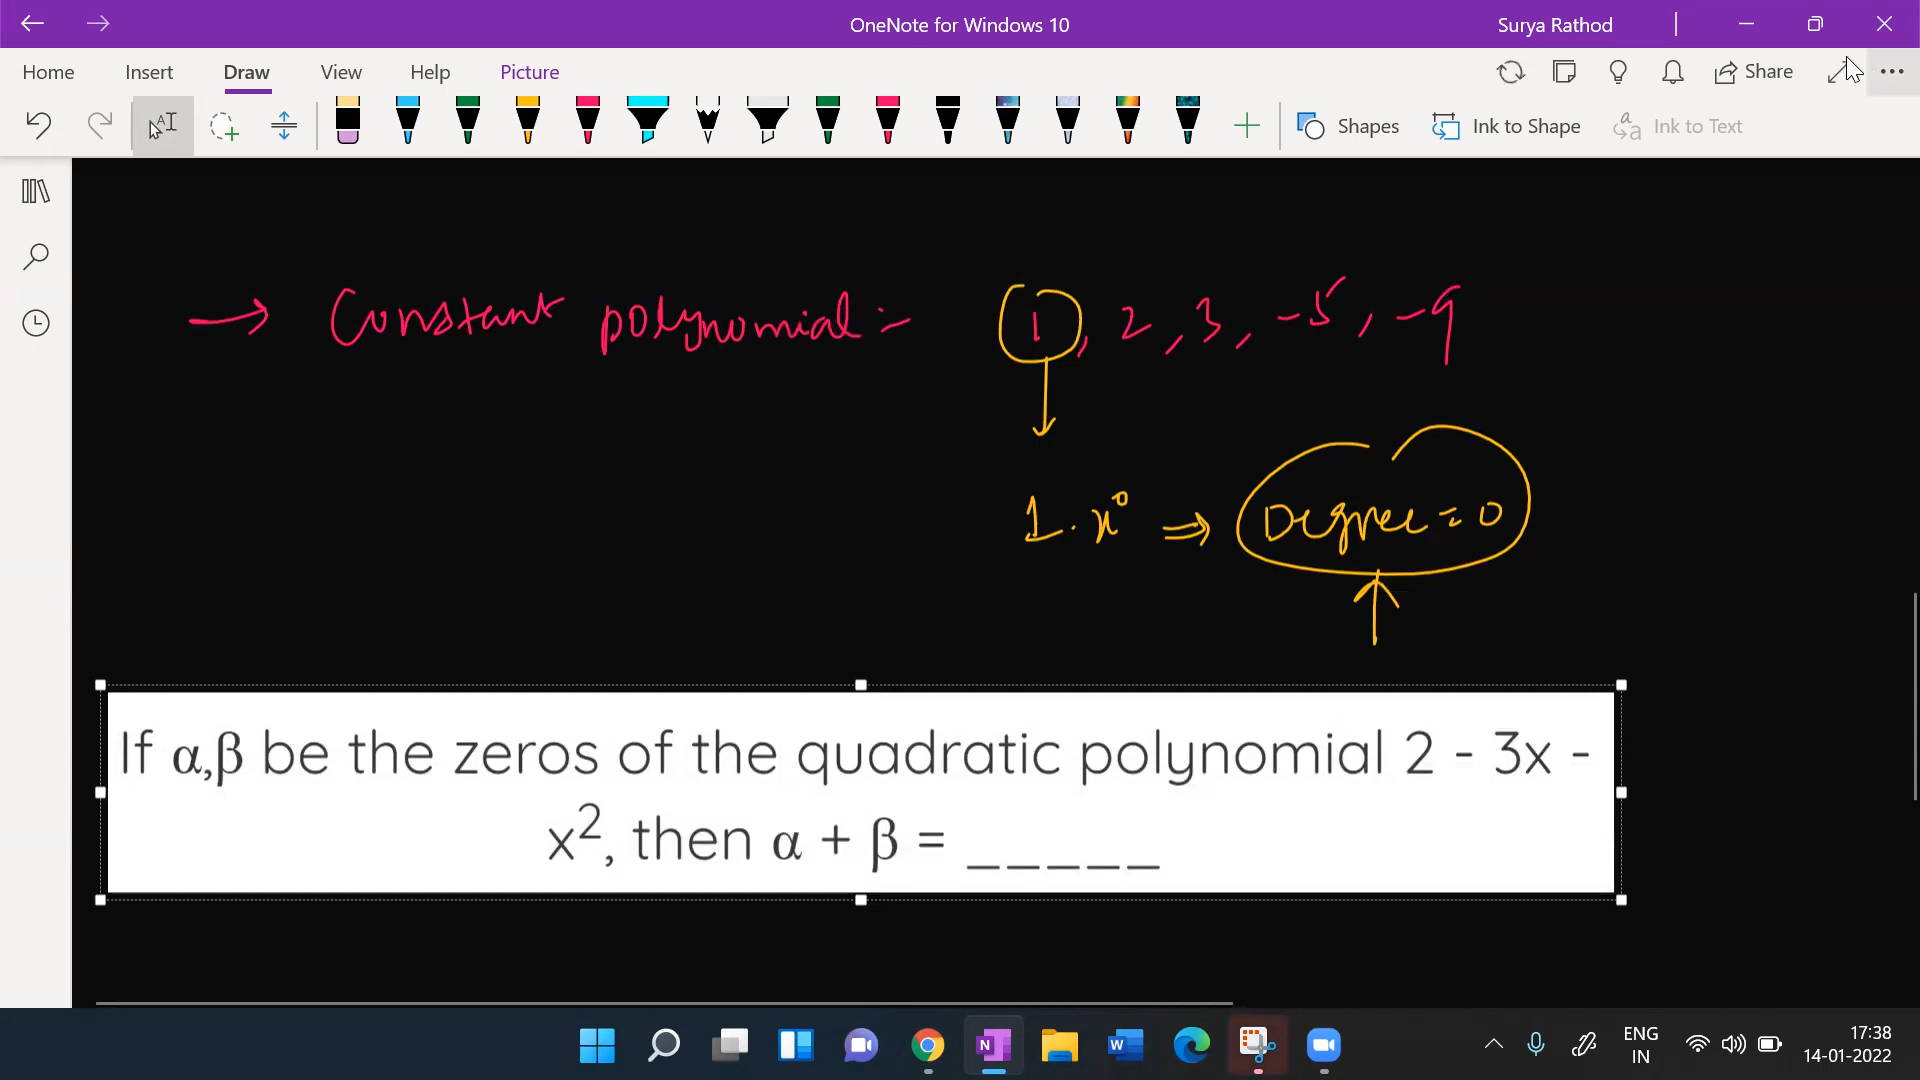 OneNote for Windows 10
Surya Rathod
Home Insert Draw View Help Picture
Share
Shapes
Ink to Shape
Ink to Text
→ Constant polynomial :- 1, 2, 3, -5, -9
1·x⁰ ⇒ Degree = 0
If α,β be the zeros of the quadratic polynomial 2 - 3x -
x², then α + β = _____
ENG
IN
17:38
14-01-2022